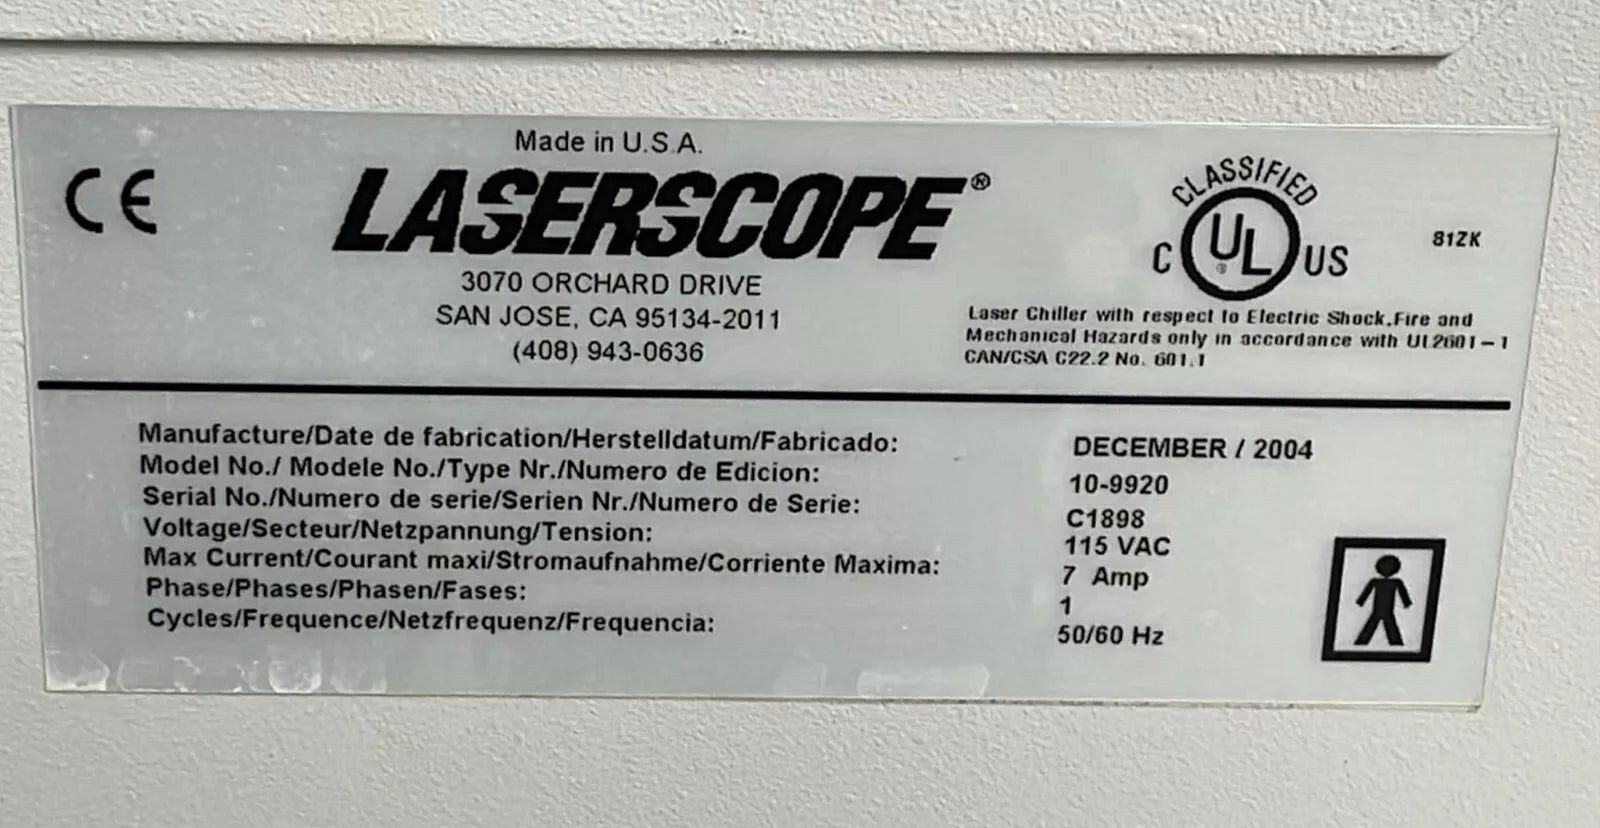 Made in U.S.A.
CE
LASERSCOPE®
3070 ORCHARD DRIVE
SAN JOSE, CA 95134-2011
(408) 943-0636
CLASSIFIED
C UL® US
81ZK
Laser Chiller with respect to Electric Shock,Fire and
Mechanical Hazards only in accordance with UL2601-1
CAN/CSA C22.2 No. 601.1
Manufacture/Date de fabrication/Herstelldatum/Fabricado: DECEMBER / 2004
Model No./ Modele No./Type Nr./Numero de Edicion: 10-9920
Serial No./Numero de serie/Serien Nr./Numero de Serie: C1898
Voltage/Secteur/Netzpannung/Tension: 115 VAC
Max Current/Courant maxi/Stromaufnahme/Corriente Maxima: 7 Amp
Phase/Phases/Phasen/Fases: 1
Cycles/Frequence/Netzfrequenz/Frequencia: 50/60 Hz